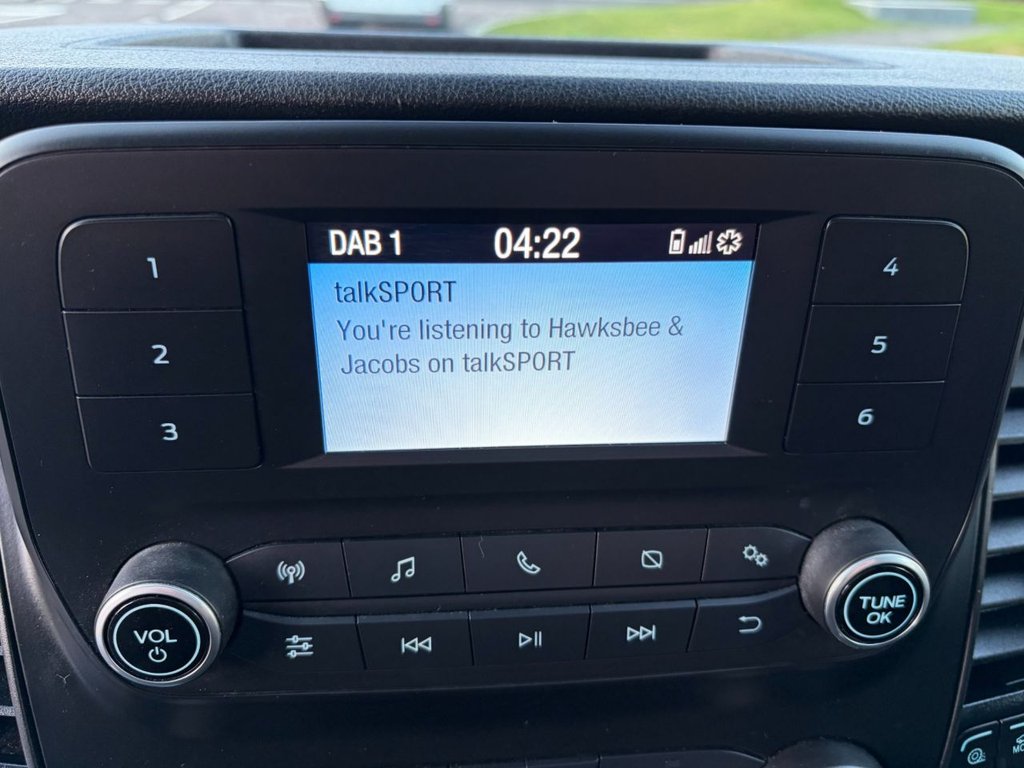 DAB 1 04:22
talkSPORT
You're listening to Hawksbee &
Jacobs on talkSPORT
1
2
3
4
5
6
VOL
TUNE
OK